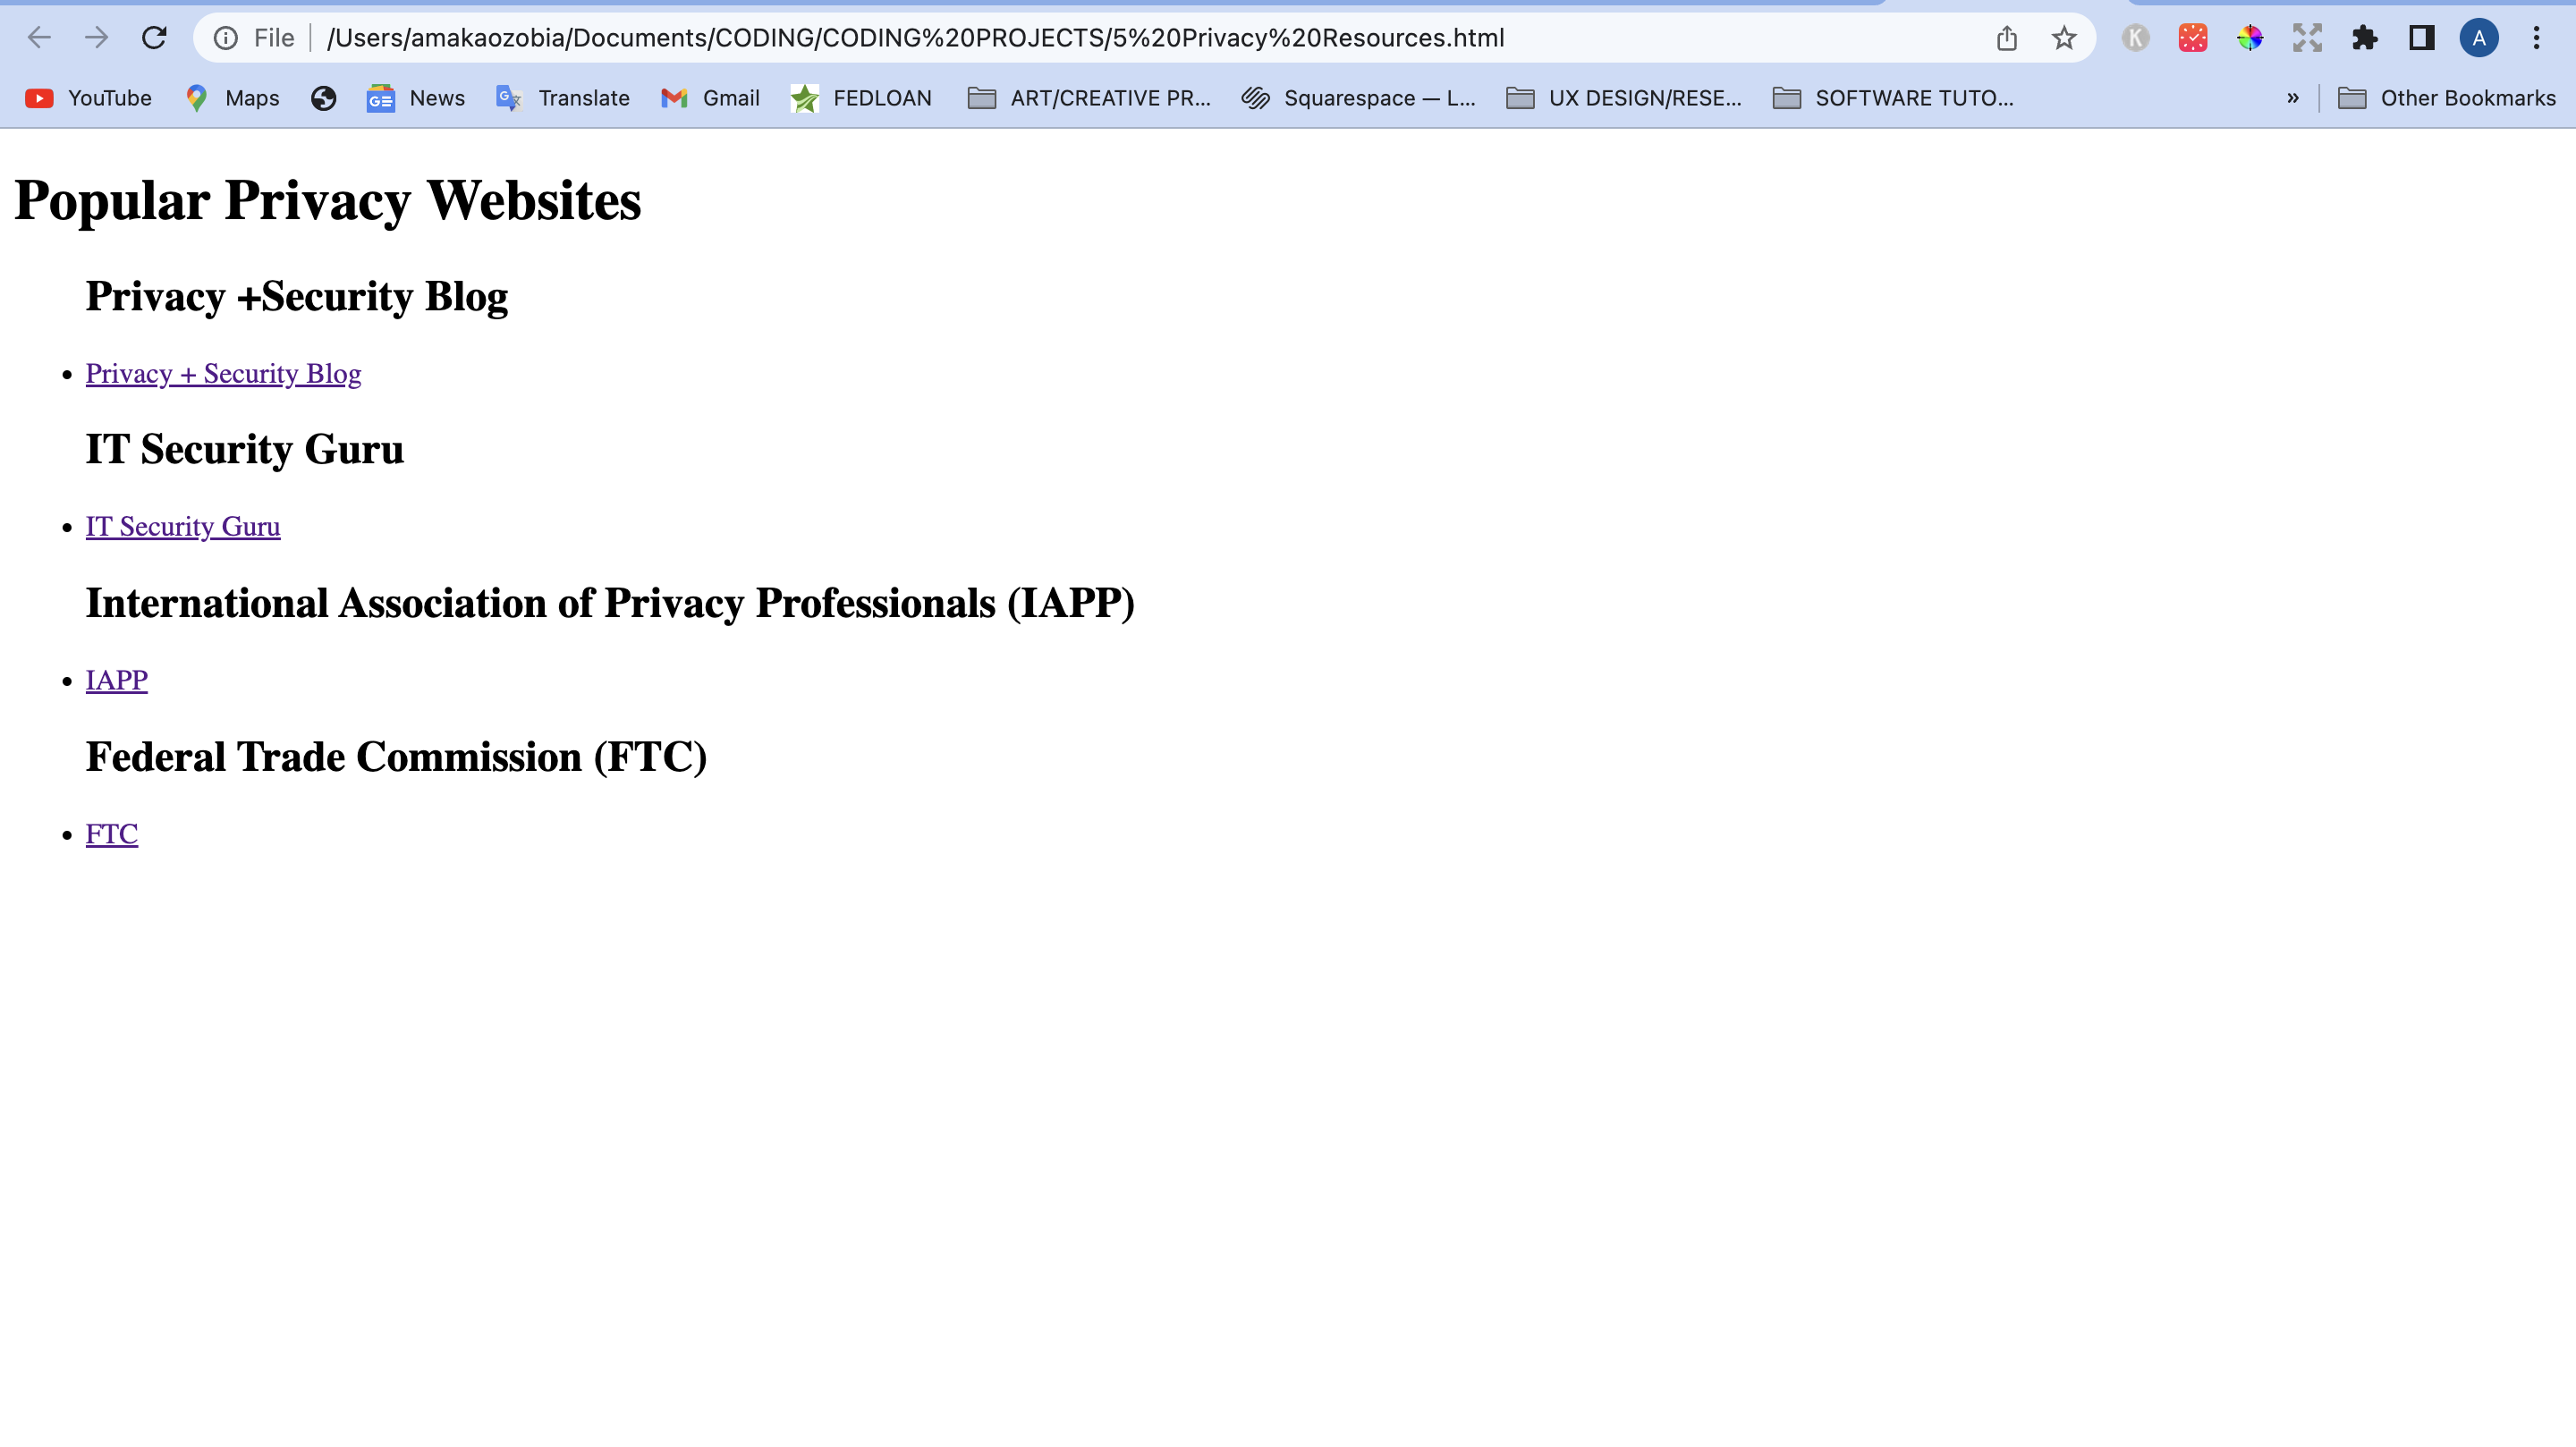 File /Users/amakaozobia/Documents/CODING/CODING%20PROJECTS/5%20Privacy%20Resources.html K A
YouTube Maps News Translate Gmail FEDLOAN ART/CREATIVE PR... Squarespace — L... UX DESIGN/RESE... SOFTWARE TUTO... » Other Bookmarks
Popular Privacy Websites
Privacy +Security Blog
• Privacy + Security Blog
IT Security Guru
• IT Security Guru
International Association of Privacy Professionals (IAPP)
• IAPP
Federal Trade Commission (FTC)
• FTC